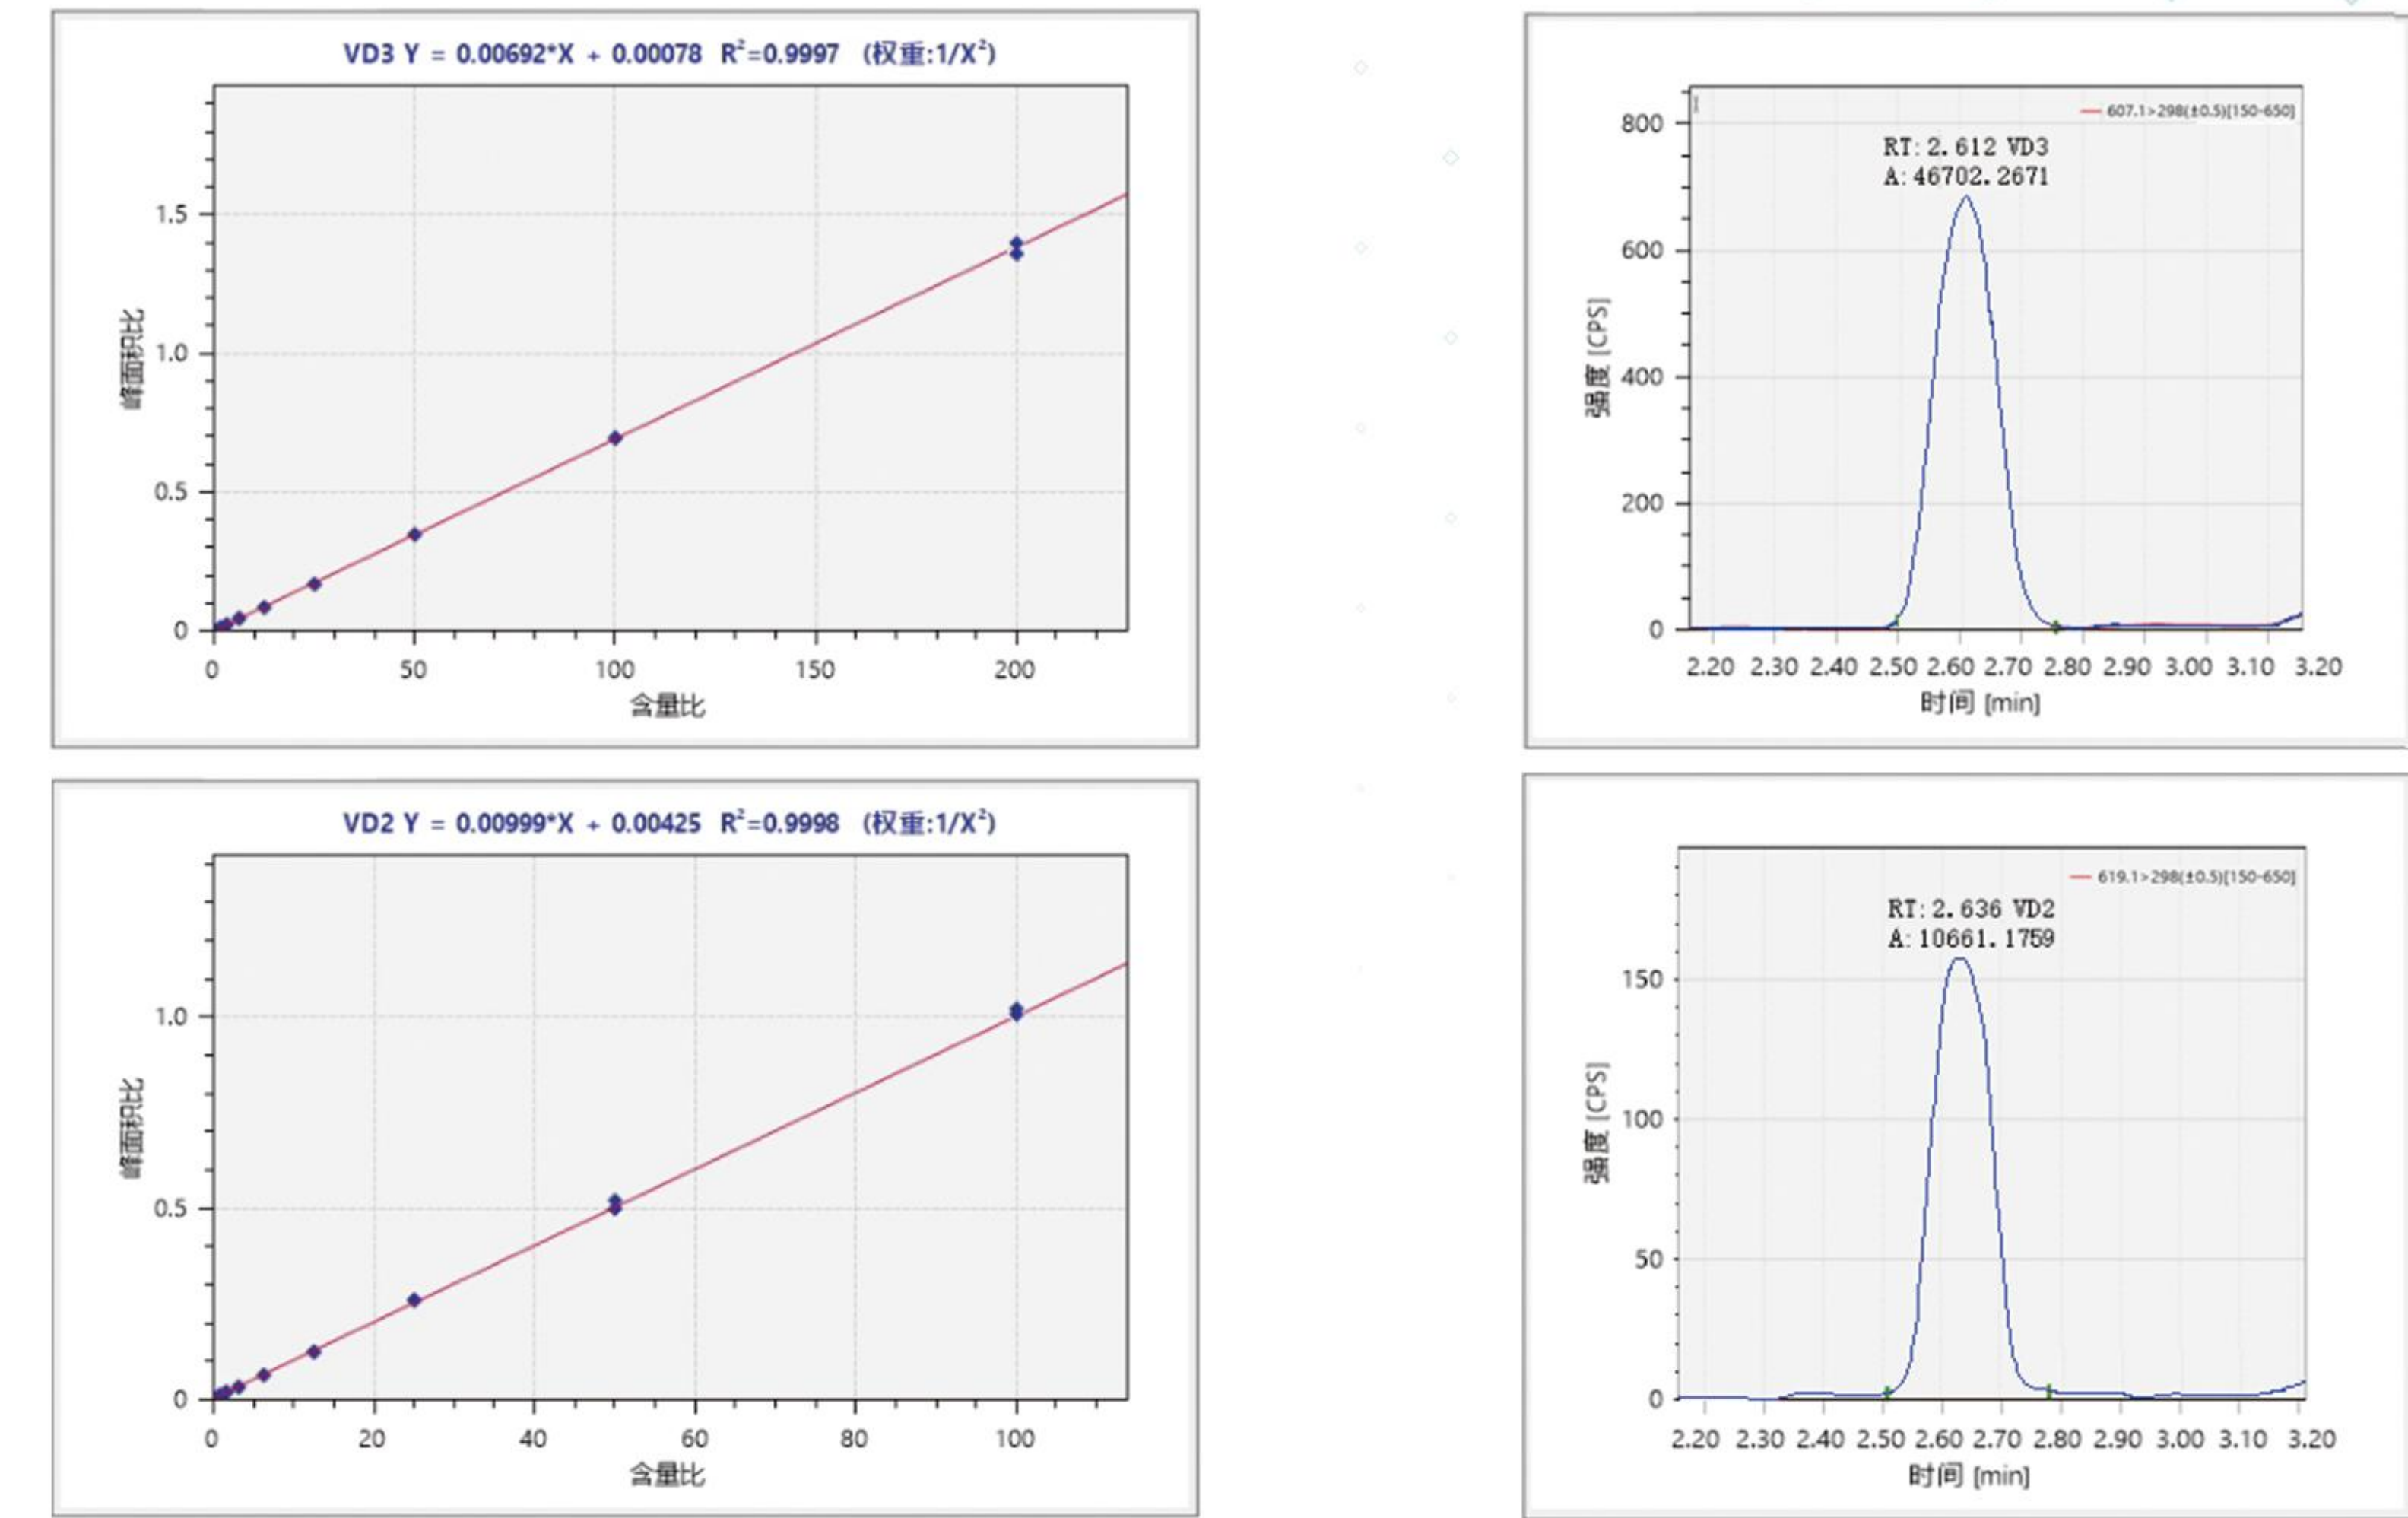 VD3 Y = 0.00692*X + 0.00078 R²=0.9997 (权重:1/X²)
峰面积比
1.5
1.0
0.5
0
0 50 100 150 200
含量比
607.1>298(±0.5)[150-650]
RT: 2.612 VD3
A: 46702.2671
强度 [CPS]
800
600
400
200
0
2.20 2.30 2.40 2.50 2.60 2.70 2.80 2.90 3.00 3.10 3.20
时间 [min]
VD2 Y = 0.00999*X + 0.00425 R²=0.9998 (权重:1/X²)
峰面积比
1.0
0.5
0
0 20 40 60 80 100
含量比
619.1>298(±0.5)[150-650]
RT: 2.636 VD2
A: 10661.1759
强度 [CPS]
150
100
50
0
2.20 2.30 2.40 2.50 2.60 2.70 2.80 2.90 3.00 3.10 3.20
时间 [min]